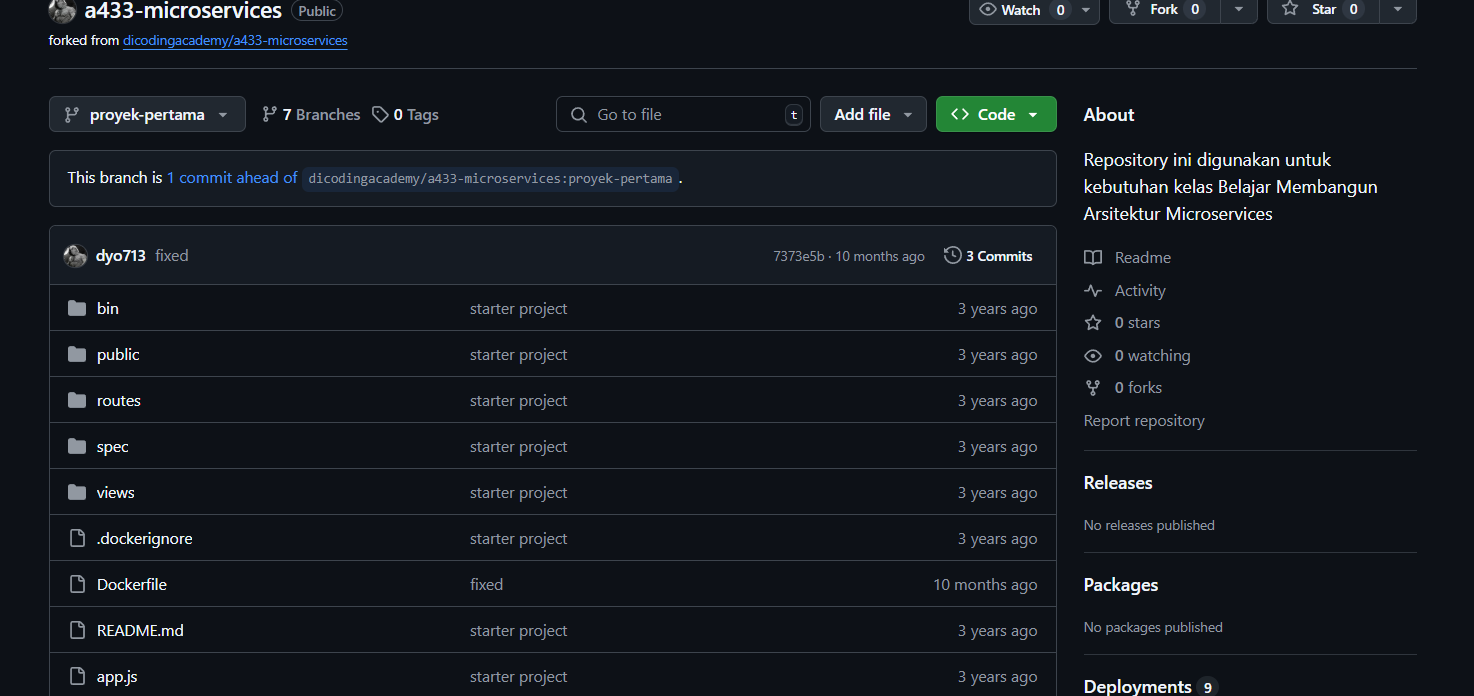 a433-microservices Public Watch 0 Fork 0 Star 0
forked from dicodingacademy/a433-microservices
proyek-pertama 7 Branches 0 Tags Go to file t Add file Code
This branch is 1 commit ahead of dicodingacademy/a433-microservices:proyek-pertama.
dyo713 fixed 7373e5b · 10 months ago 3 Commits
bin starter project 3 years ago
public starter project 3 years ago
routes starter project 3 years ago
spec starter project 3 years ago
views starter project 3 years ago
.dockerignore starter project 3 years ago
Dockerfile fixed 10 months ago
README.md starter project 3 years ago
app.js starter project 3 years ago
About
Repository ini digunakan untuk
kebutuhan kelas Belajar Membangun
Arsitektur Microservices
Readme
Activity
0 stars
0 watching
0 forks
Report repository
Releases
No releases published
Packages
No packages published
Deployments 9